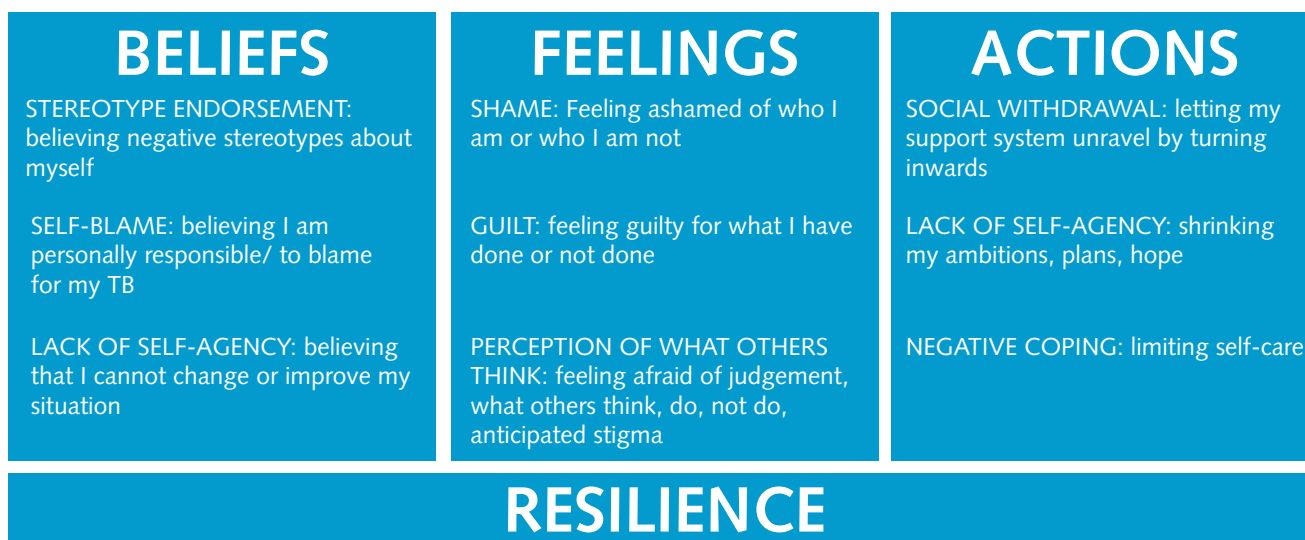 BELIEFS
STEREOTYPE ENDORSEMENT:
believing negative stereotypes about
myself
SELF-BLAME: believing I am
personally responsible/ to blame
for my TB
LACK OF SELF-AGENCY: believing
that I cannot change or improve my
situation
FEELINGS
SHAME: Feeling ashamed of who I
am or who I am not
GUILT: feeling guilty for what I have
done or not done
PERCEPTION OF WHAT OTHERS
THINK: feeling afraid of judgement,
what others think, do, not do,
anticipated stigma
ACTIONS
SOCIAL WITHDRAWAL: letting my
support system unravel by turning
inwards
LACK OF SELF-AGENCY: shrinking
my ambitions, plans, hope
NEGATIVE COPING: limiting self-care
RESILIENCE